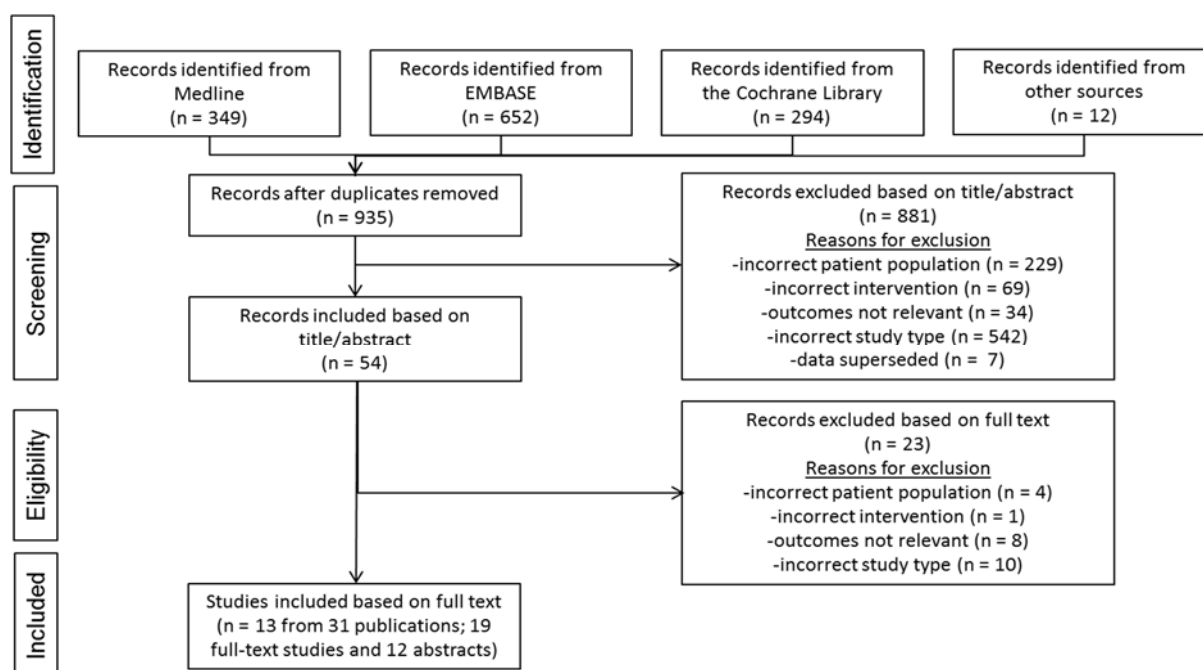 Identification
Records identified from
Medline
(n = 349)
Records identified from
EMBASE
(n = 652)
Records identified from
the Cochrane Library
(n = 294)
Records identified from
other sources
(n = 12)
Screening
Records after duplicates removed
(n = 935)
Records excluded based on title/abstract
(n = 881)
Reasons for exclusion
-incorrect patient population (n = 229)
-incorrect intervention (n = 69)
-outcomes not relevant (n = 34)
-incorrect study type (n = 542)
-data superseded (n = 7)
Records included based on
title/abstract
(n = 54)
Eligibility
Records excluded based on full text
(n = 23)
Reasons for exclusion
-incorrect patient population (n = 4)
-incorrect intervention (n = 1)
-outcomes not relevant (n = 8)
-incorrect study type (n = 10)
Included
Studies included based on full text
(n = 13 from 31 publications; 19
full-text studies and 12 abstracts)